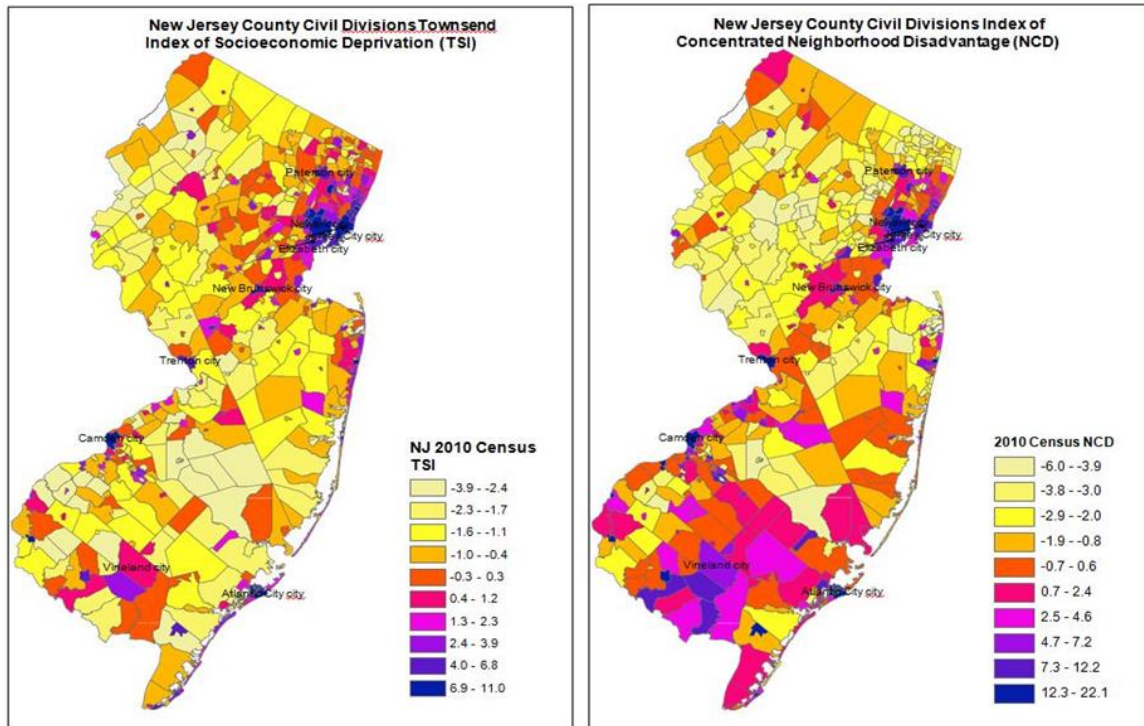 New Jersey County Civil Divisions Townsend
Index of Socioeconomic Deprivation (TSI)
Paterson city
City city
Elizabeth city
New Brunswick city
Trenton city
Camden city
Vineland city
Atlantic City city
NJ 2010 Census
TSI
-3.9 - -2.4
-2.3 - -1.7
-1.6 - -1.1
-1.0 - -0.4
-0.3 - 0.3
0.4 - 1.2
1.3 - 2.3
2.4 - 3.9
4.0 - 6.8
6.9 - 11.0
New Jersey County Civil Divisions Index of
Concentrated Neighborhood Disadvantage (NCD)
Paterson city
City city
Elizabeth city
New Brunswick city
Trenton city
Camden city
Vineland city
Atlantic City city
2010 Census NCD
-6.0 - -3.9
-3.8 - -3.0
-2.9 - -2.0
-1.9 - -0.8
-0.7 - 0.6
0.7 - 2.4
2.5 - 4.6
4.7 - 7.2
7.3 - 12.2
12.3 - 22.1